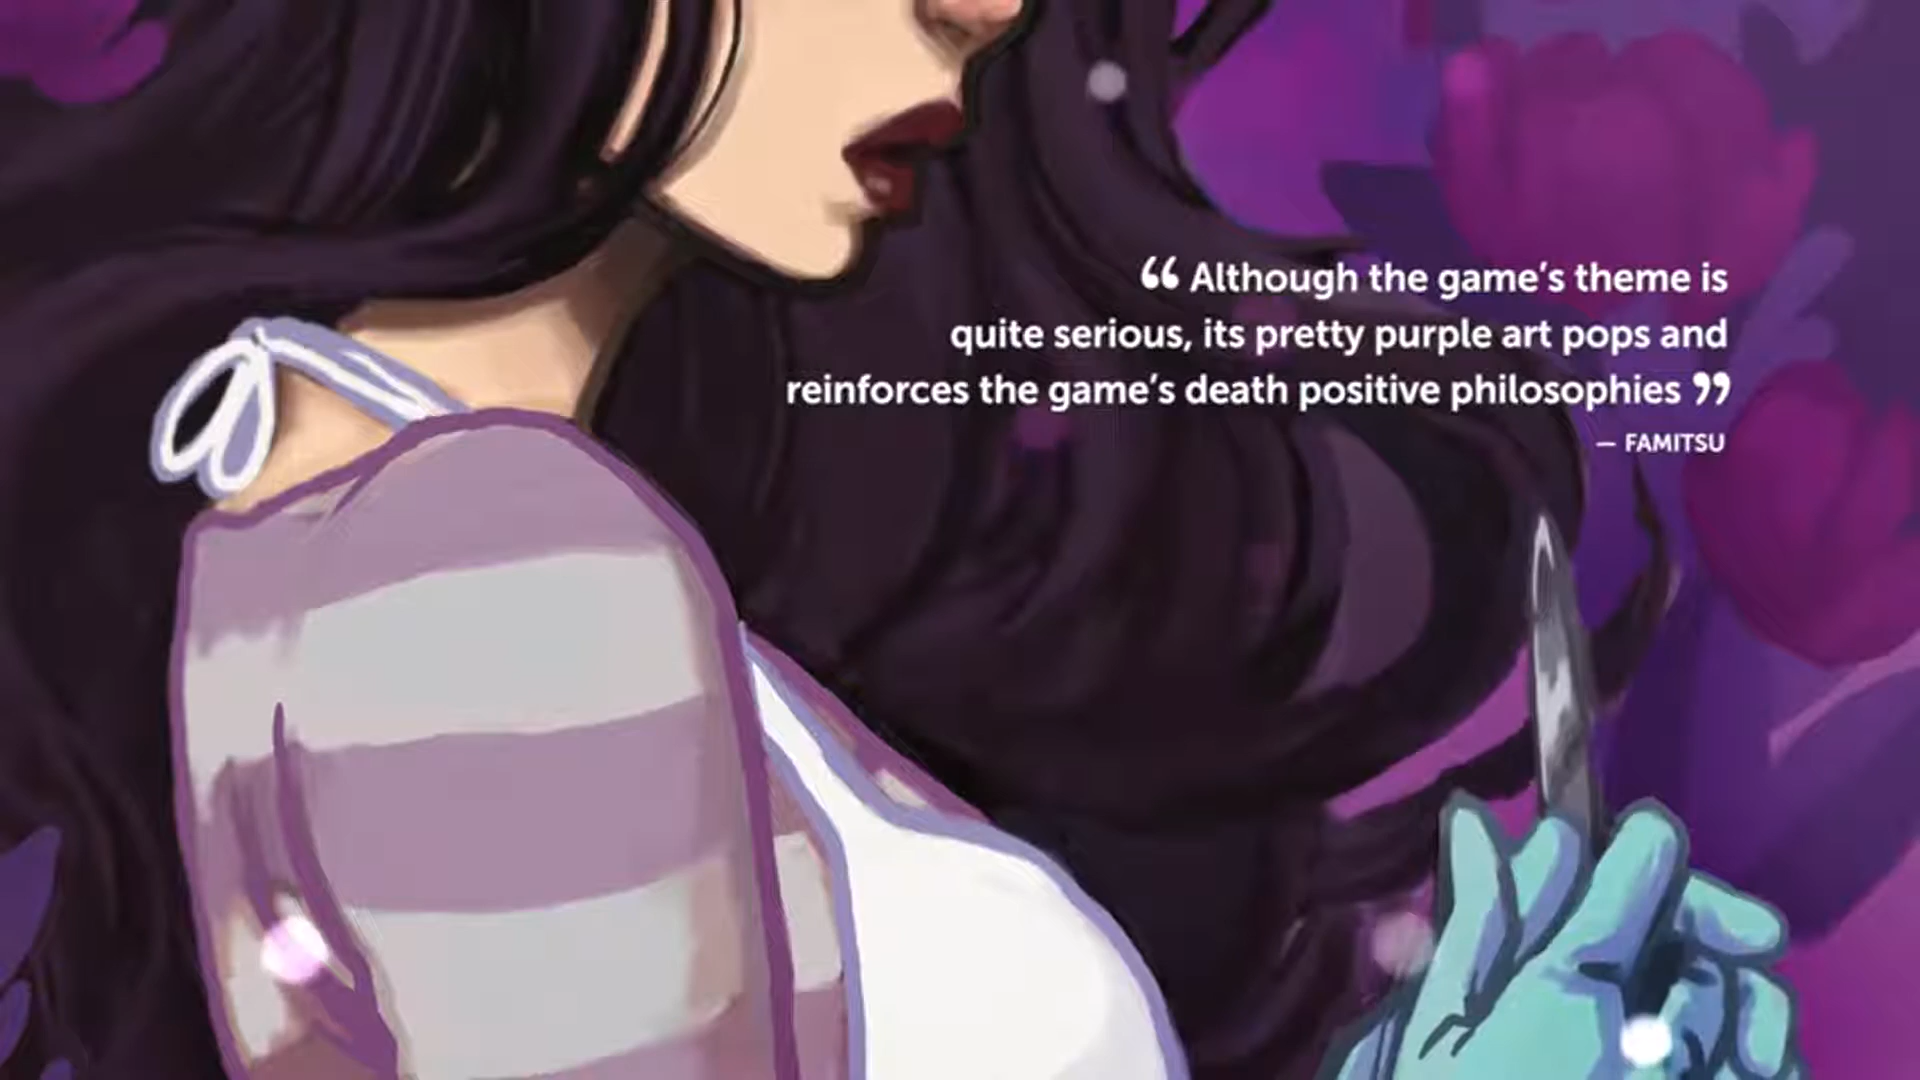 “ Although the game’s theme is
quite serious, its pretty purple art pops and
reinforces the game’s death positive philosophies ”
— FAMITSU